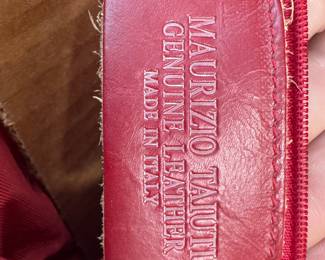 MAURIZIO TAIUTI
GENUINE LEATHER
MADE IN ITALY